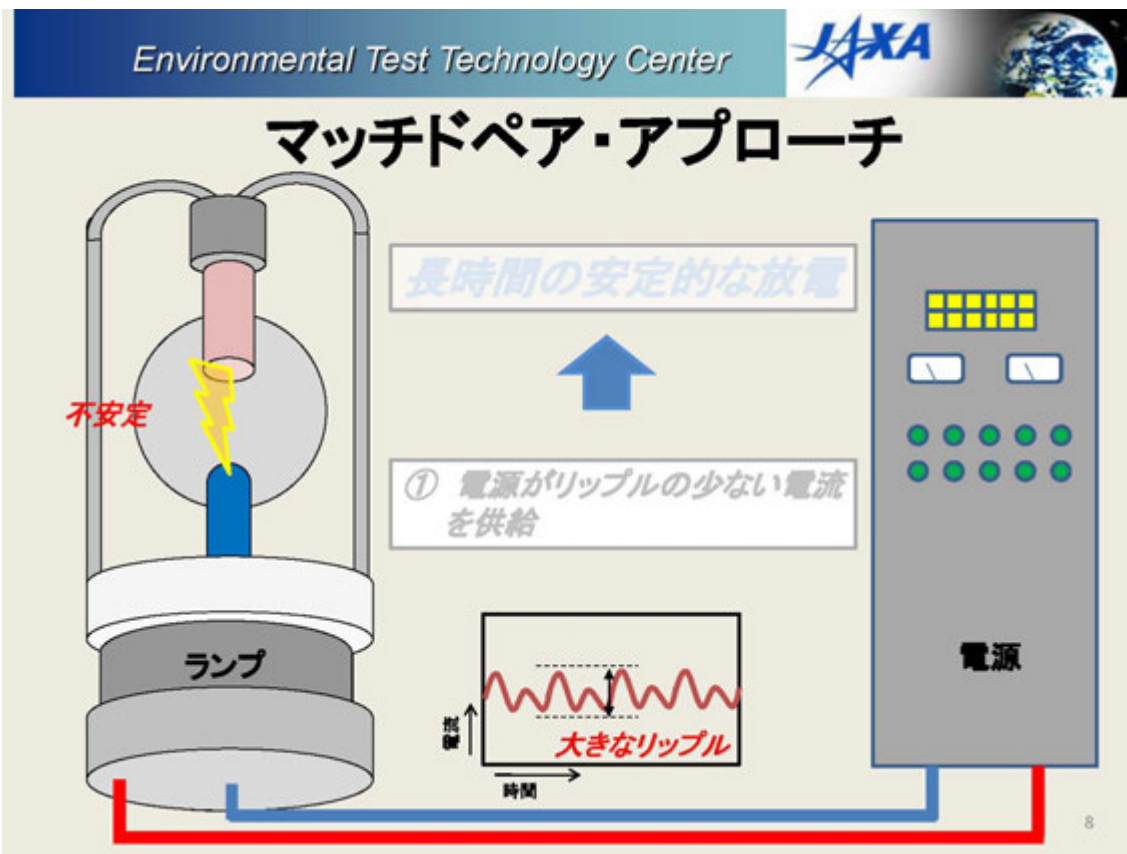 Environmental Test Technology Center
JAXA
マッチドペア・アプローチ
長時間の安定的な放電
不安定
① 電源がリップルの少ない電流
を供給
ランプ
電源
電流
大きなリップル
時間
8